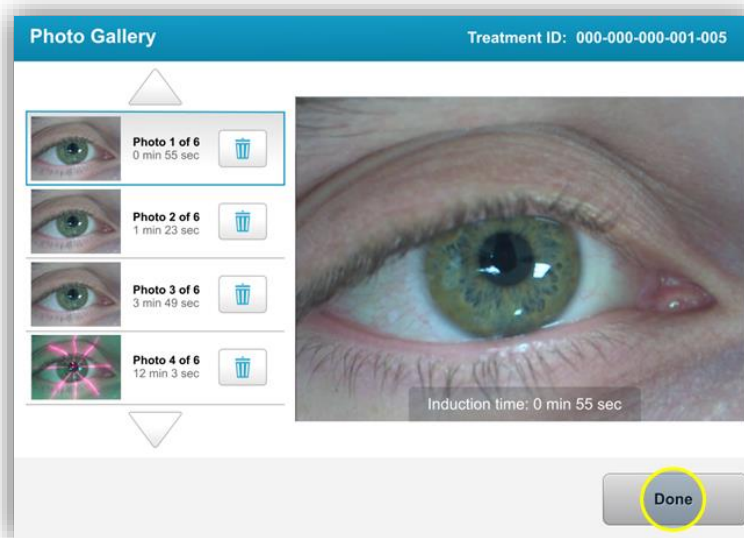 Photo Gallery
Treatment ID: 000-000-000-001-005
Photo 1 of 6
0 min 55 sec
Photo 2 of 6
1 min 23 sec
Photo 3 of 6
3 min 49 sec
Photo 4 of 6
12 min 3 sec
Induction time: 0 min 55 sec
Done